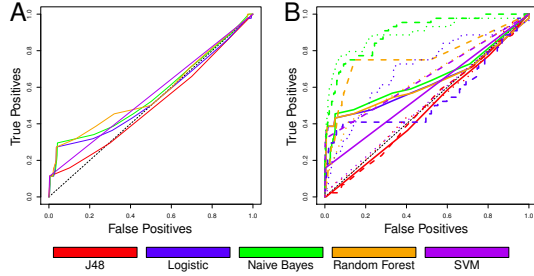 A
B
True Positives
1.0
0.8
0.6
0.4
0.2
0.0
0.0
0.2
0.4
0.6
0.8
1.0
False Positives
True Positives
1.0
0.8
0.6
0.4
0.2
0.0
0.0
0.2
0.4
0.6
0.8
1.0
False Positives
J48
Logistic
Naive Bayes
Random Forest
SVM